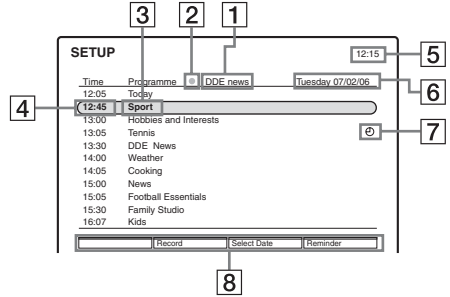 3
2
1
SETUP
12:15
5
Time Programme DDE news Tuesday 07/02/06
6
12:05 Today
4
12:45 Sport
13:00 Hobbies and Interests
13:05 Tennis
7
13:30 DDE News
14:00 Weather
14:05 Cooking
15:00 News
15:05 Football Essentials
15:30 Family Studio
16:07 Kids
Record Select Date Reminder
8